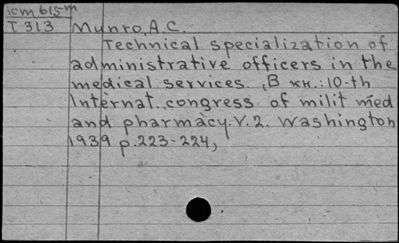 icm 615m
T 313 Munro, A.C.
Technical specialization of
administrative officers in the
medical services. , В кн.: 10-th
Internat. congress of milit med
and pharmacy. V. 2. Washington
1939 p. 223-224,